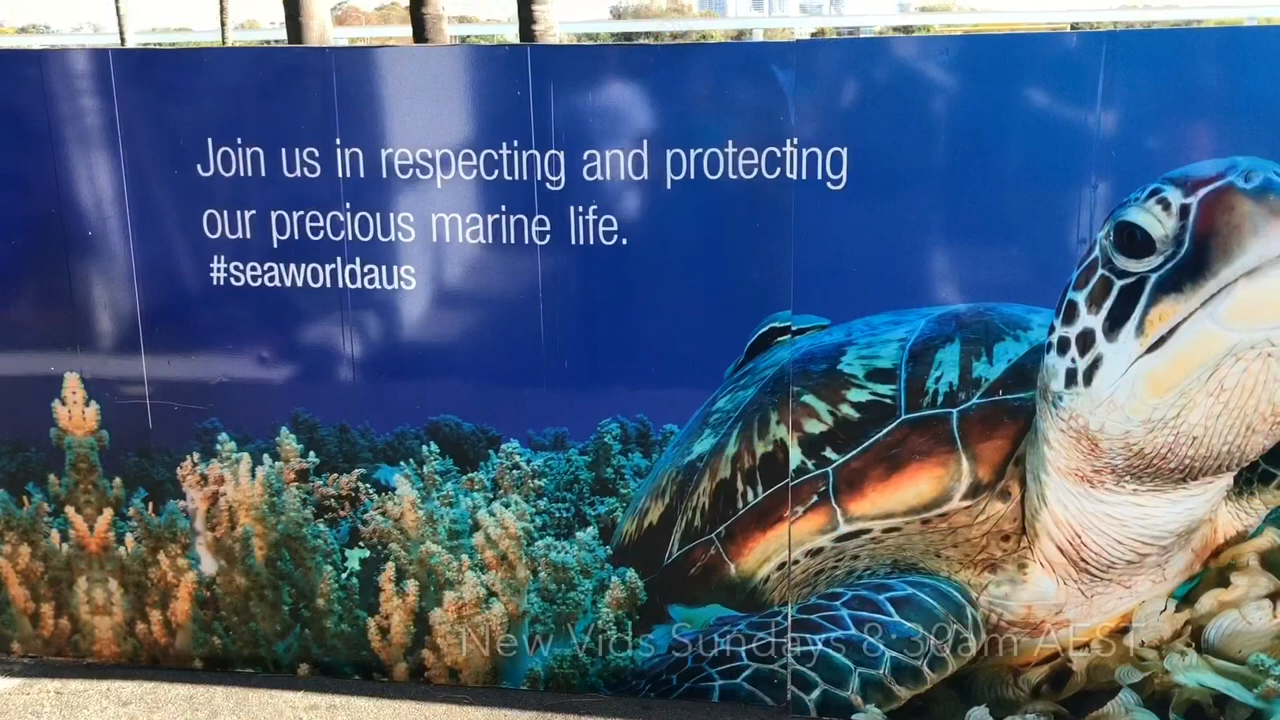 Join us in respecting and protecting
our precious marine life.
#seaworldaus
New Vids Sundays 8:30am AEST